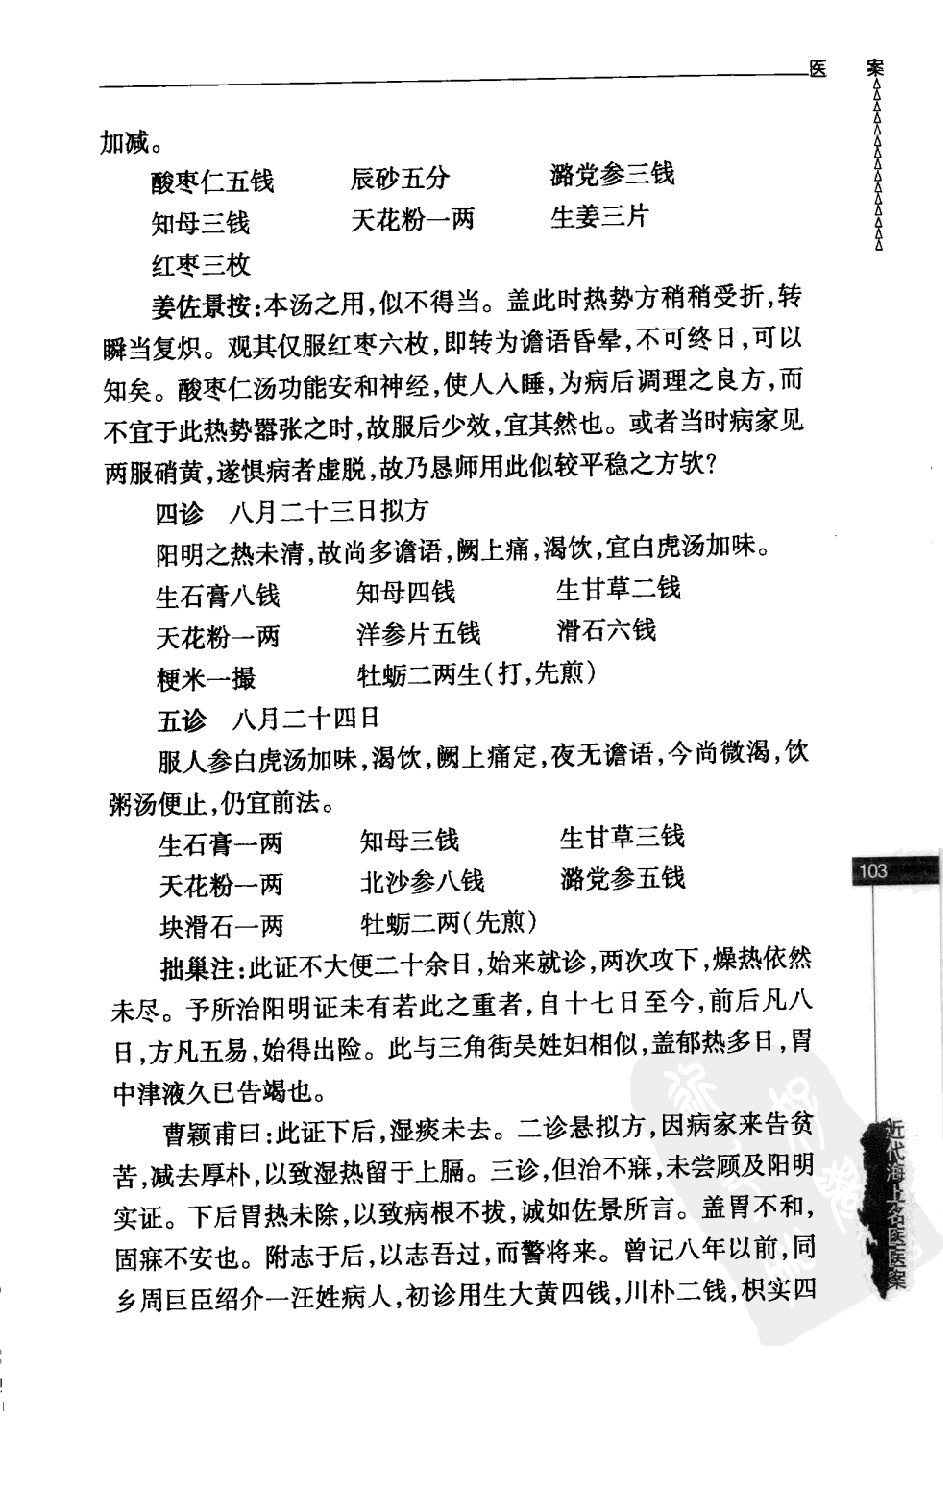 医 案
加减。
酸枣仁五钱 辰砂五分 潞党参三钱
知母三钱 天花粉一两 生姜三片
红枣三枚
姜佐景按:本汤之用,似不得当。盖此时热势方稍稍受折,转
瞬当复炽。观其仅服红枣六枚,即转为谵语昏晕,不可终日,可以
知矣。酸枣仁汤功能安和神经,使人入睡,为病后调理之良方,而
不宜于此热势嚣张之时,故服后少效,宜其然也。或者当时病家见
两服硝黄,遂惧病者虚脱,故乃恳师用此似较平稳之方欤?
四诊 八月二十三日拟方
阳明之热未清,故尚多谵语,阙上痛,渴饮,宜白虎汤加味。
生石膏八钱 知母四钱 生甘草二钱
天花粉一两 洋参片五钱 滑石六钱
粳米一撮 牡蛎二两生(打,先煎)
五诊 八月二十四日
服人参白虎汤加味,渴饮,阙上痛定,夜无谵语,今尚微渴,饮
粥汤便止,仍宜前法。
生石膏一两 知母三钱 生甘草三钱
天花粉一两 北沙参八钱 潞党参五钱
块滑石一两 牡蛎二两(先煎)
拙巢注:此证不大便二十余日,始来就诊,两次攻下,燥热依然
未尽。予所治阳明证未有若此之重者,自十七日至今,前后凡八
日,方凡五易,始得出险。此与三角街吴姓妇相似,盖郁热多日,胃
中津液久已告竭也。
曹颖甫曰:此证下后,湿痰未去。二诊悬拟方,因病家来告贫
苦,减去厚朴,以致湿热留于上膈。三诊,但治不寐,未尝顾及阳明
实证。下后胃热未除,以致病根不拔,诚如佐景所言。盖胃不和,
固寐不安也。附志于后,以志吾过,而警将来。曾记八年以前,同
乡周巨臣绍介一汪姓病人,初诊用生大黄四钱,川朴二钱,枳实四
103
近代海上名医医案